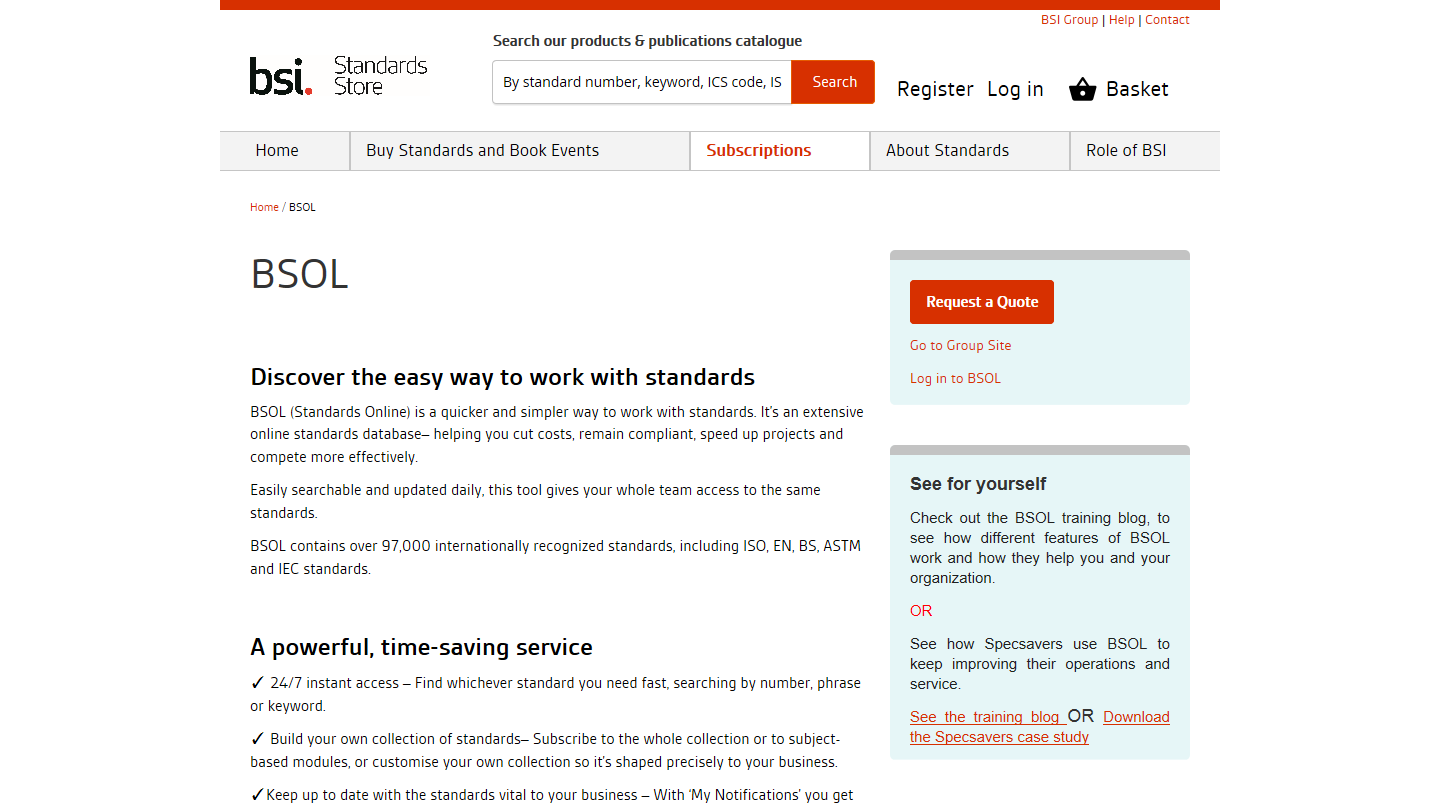 BSI Group | Help | Contact
Search our products & publications catalogue
bsi. Standards
Store
By standard number, keyword, ICS code, IS
Search
Register Log in Basket
Home
Buy Standards and Book Events
Subscriptions
About Standards
Role of BSI
Home / BSOL
BSOL
Discover the easy way to work with standards
BSOL (Standards Online) is a quicker and simpler way to work with standards. It's an extensive
online standards database– helping you cut costs, remain compliant, speed up projects and
compete more effectively.
Easily searchable and updated daily, this tool gives your whole team access to the same
standards.
BSOL contains over 97,000 internationally recognized standards, including ISO, EN, BS, ASTM
and IEC standards.
A powerful, time-saving service
✓ 24/7 instant access – Find whichever standard you need fast, searching by number, phrase
or keyword.
✓ Build your own collection of standards– Subscribe to the whole collection or to subject-
based modules, or customise your own collection so it's shaped precisely to your business.
✓Keep up to date with the standards vital to your business – With ‘My Notifications’ you get
Request a Quote
Go to Group Site
Log in to BSOL
See for yourself
Check out the BSOL training blog, to
see how different features of BSOL
work and how they help you and your
organization.
OR
See how Specsavers use BSOL to
keep improving their operations and
service.
See the training blog OR Download
the Specsavers case study